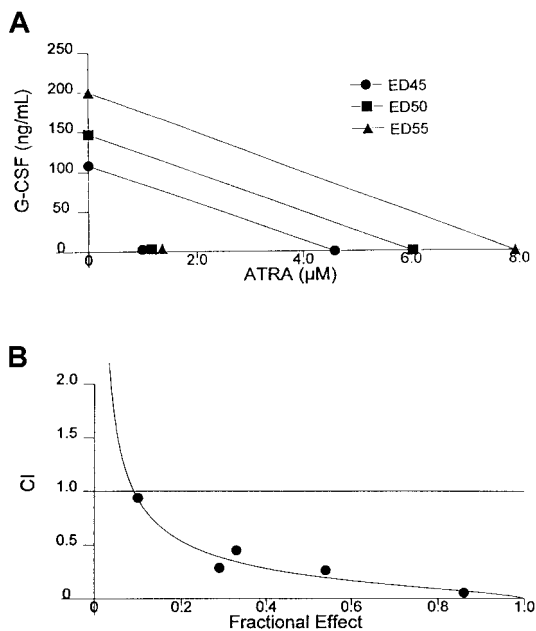 A
G-CSF (ng/mL)
250
200
150
100
50
0
ED45
ED50
ED55
0 2.0 4.0 6.0 8.0
ATRA (µM)
B
CI
2.0
1.5
1.0
0.5
0
0 0.2 0.4 0.6 0.8 1.0
Fractional Effect